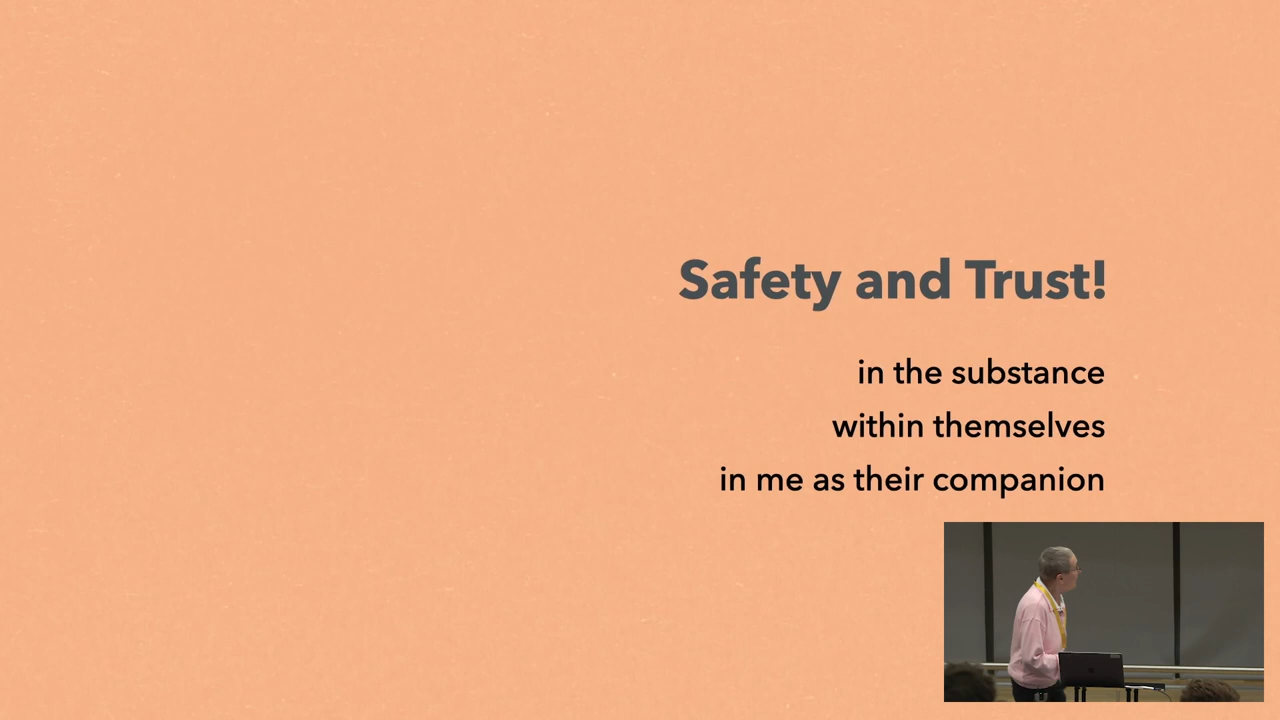 Safety and Trust!
in the substance
within themselves
in me as their companion